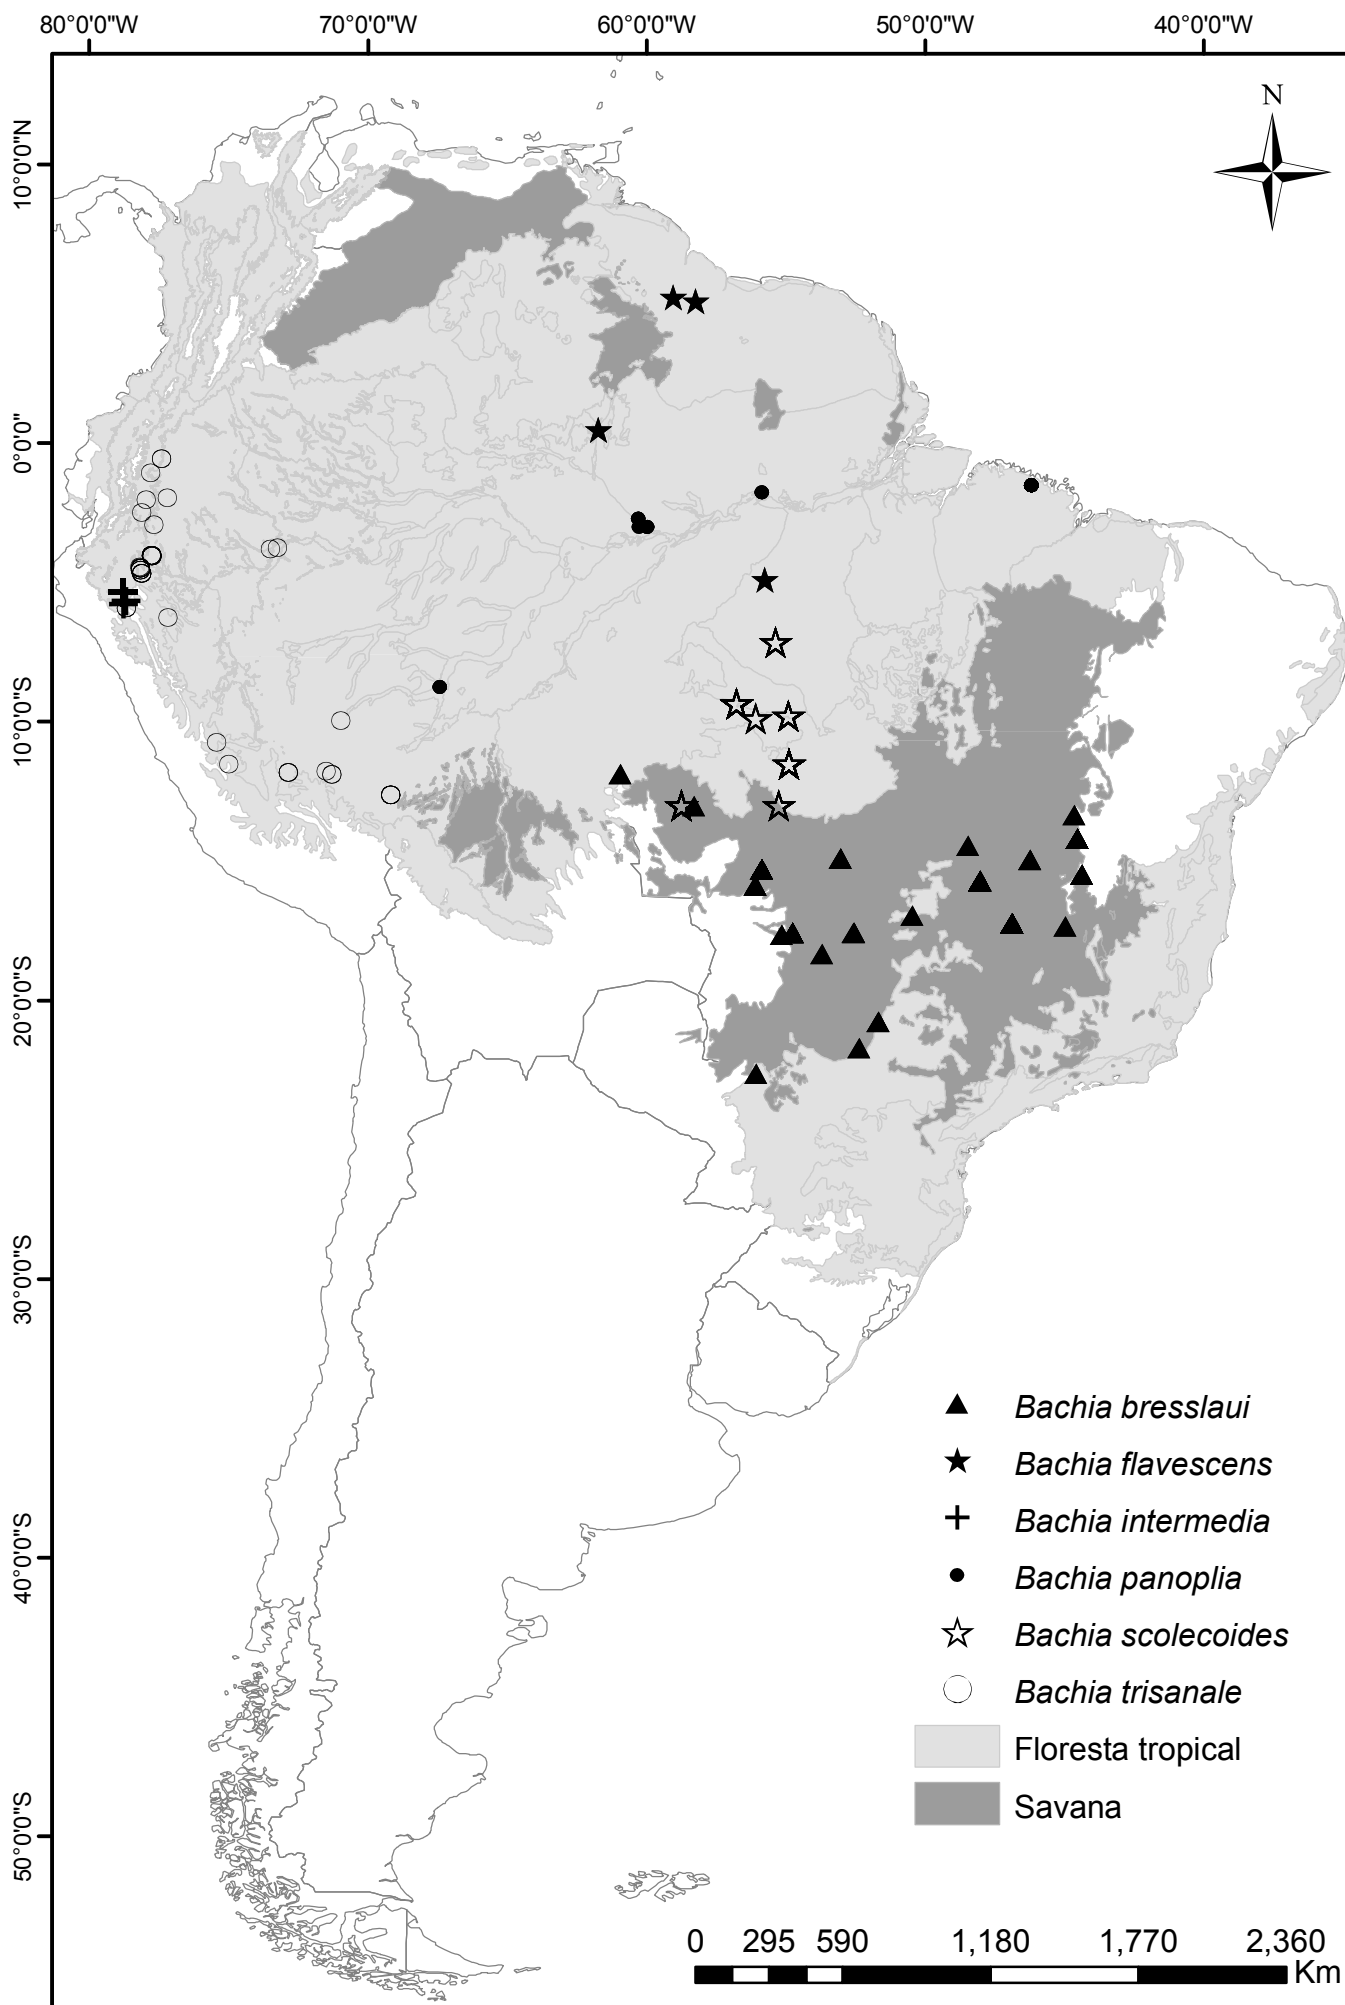 80°0'0"W
70°0'0"W
60°0'0"W
50°0'0"W
40°0'0"W
N
10°0'0"N
0°0'0"
10°0'0"S
20°0'0"S
30°0'0"S
40°0'0"S
50°0'0"S
Bachia bresslaui
Bachia flavescens
Bachia intermedia
Bachia panoplia
Bachia scolecoides
Bachia trisanale
Floresta tropical
Savana
0 295 590 1,180 1,770 2,360
Km